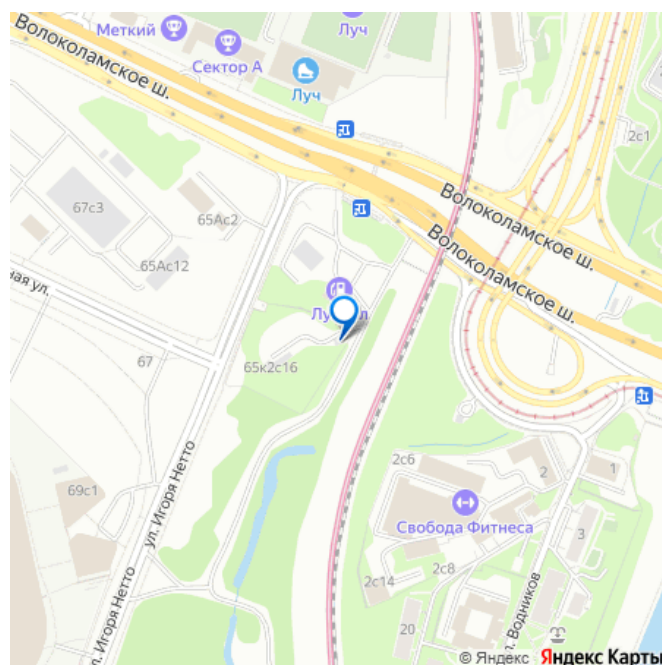 Меткий
Луч
Волоколамское ш.
Сектор А
Луч
2с1
67с3
65Ас2
Волоколамское ш.
65Ас12
Волоколамское ш.
ная ул.
67
65к2с16
ул. Игоря Нетто
2с6
2
1
69с1
Свобода Фитнеса
3
2с8
2с14
ул. Игоря Нетто
20
л. Водников
© Яндекс Яндекс Карты